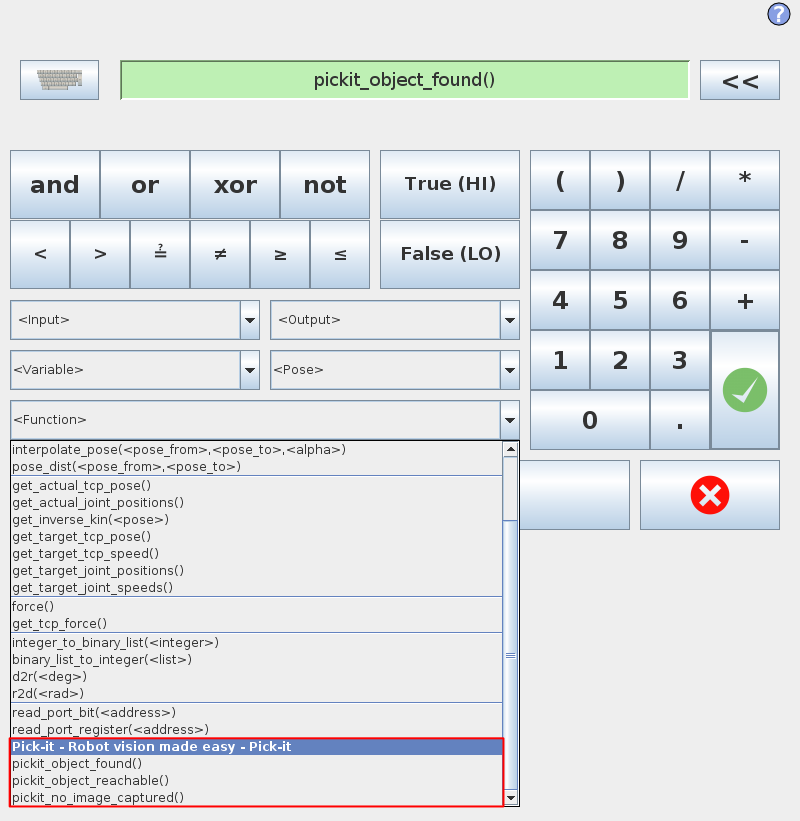 ?
pickit_object_found()
<<
and or xor not True (HI) ( ) / *
< > ≟ ≠ ≥ ≤ False (LO) 7 8 9 -
<Input> <Output> 4 5 6 +
<Variable> <Pose> 1 2 3
<Function> 0 .
interpolate_pose(<pose_from>,<pose_to>,<alpha>)
pose_dist(<pose_from>,<pose_to>)
get_actual_tcp_pose()
get_actual_joint_positions()
get_inverse_kin(<pose>)
get_target_tcp_pose()
get_target_tcp_speed()
get_target_joint_positions()
get_target_joint_speeds()
force()
get_tcp_force()
integer_to_binary_list(<integer>)
binary_list_to_integer(<list>)
d2r(<deg>)
r2d(<rad>)
read_port_bit(<address>)
read_port_register(<address>)
Pick-it - Robot vision made easy - Pick-it
pickit_object_found()
pickit_object_reachable()
pickit_no_image_captured()